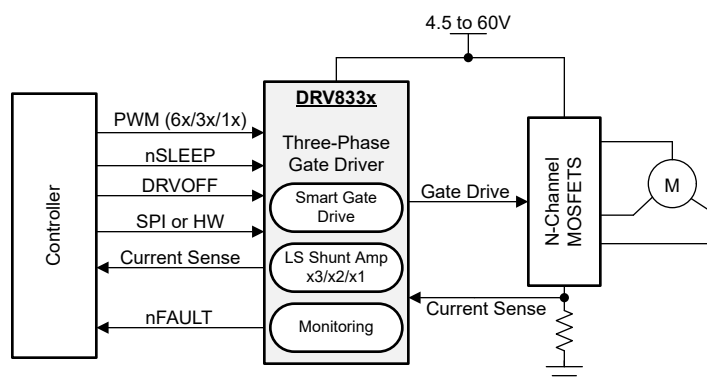 4.5 to 60V
DRV833x
Three-Phase
Gate Driver
Controller
PWM (6x/3x/1x)
nSLEEP
DRVOFF
SPI or HW
Current Sense
nFAULT
Smart Gate
Drive
LS Shunt Amp
x3/x2/x1
Monitoring
Gate Drive
Current Sense
N-Channel
MOSFETS
M